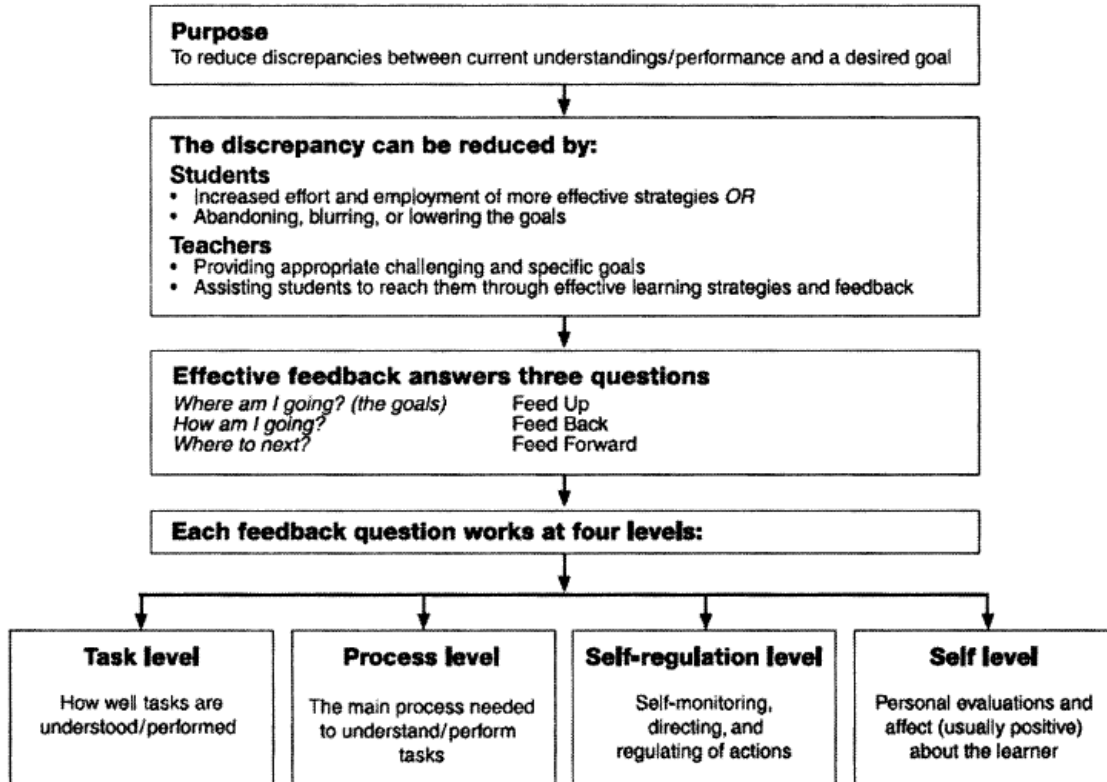 Purpose
To reduce discrepancies between current understandings/performance and a desired goal
The discrepancy can be reduced by:
Students
• Increased effort and employment of more effective strategies OR
• Abandoning, blurring, or lowering the goals
Teachers
• Providing appropriate challenging and specific goals
• Assisting students to reach them through effective learning strategies and feedback
Effective feedback answers three questions
Where am I going? (the goals) Feed Up
How am I going? Feed Back
Where to next? Feed Forward
Each feedback question works at four levels:
Task level
How well tasks are
understood/performed
Process level
The main process needed
to understand/perform
tasks
Self-regulation level
Self-monitoring,
directing, and
regulating of actions
Self level
Personal evaluations and
affect (usually positive)
about the learner